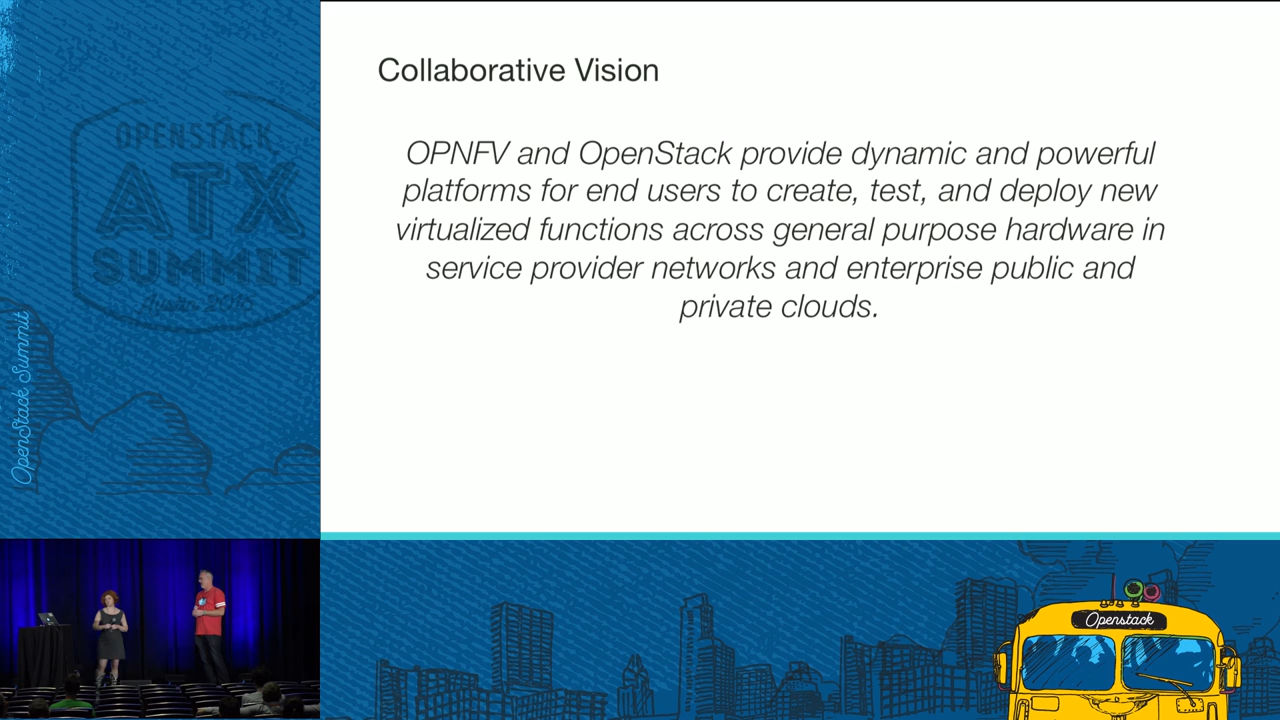 Collaborative Vision
OPNFV and OpenStack provide dynamic and powerful
platforms for end users to create, test, and deploy new
virtualized functions across general purpose hardware in
service provider networks and enterprise public and
private clouds.
OPENSTACK
ATX
SUMMIT
Austin 2016
OpenStack Summit
Openstack